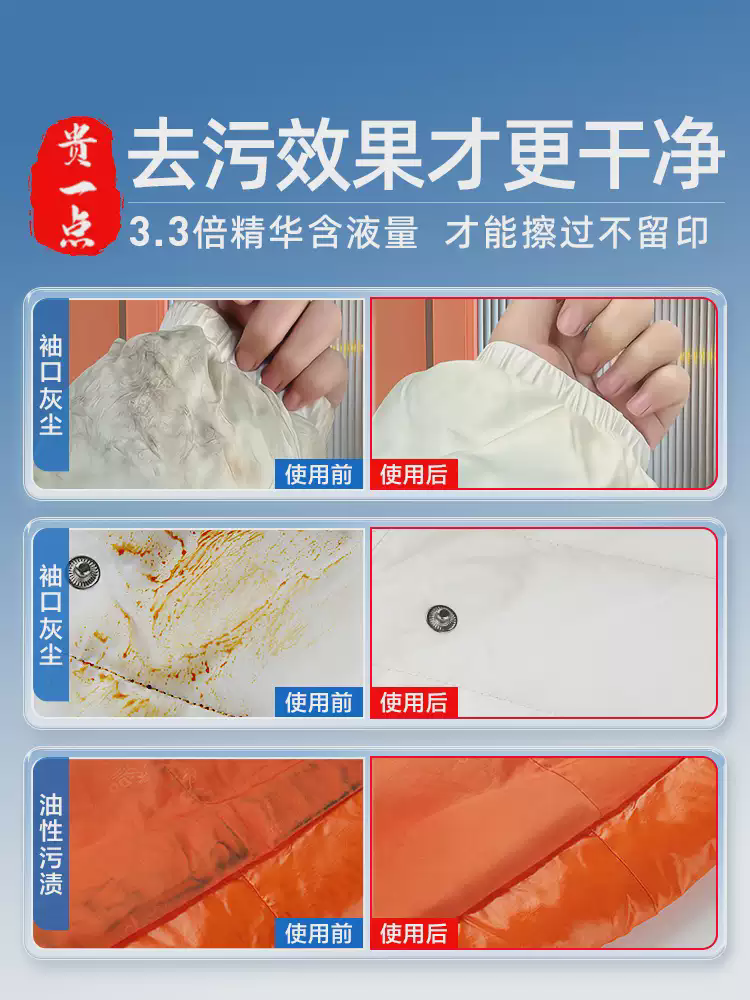 贵一点
去污效果才更干净
3.3倍精华含液量 才能擦过不留印
袖口灰尘
使用前
使用后
袖口灰尘
使用前
使用后
油性污渍
使用前
使用后